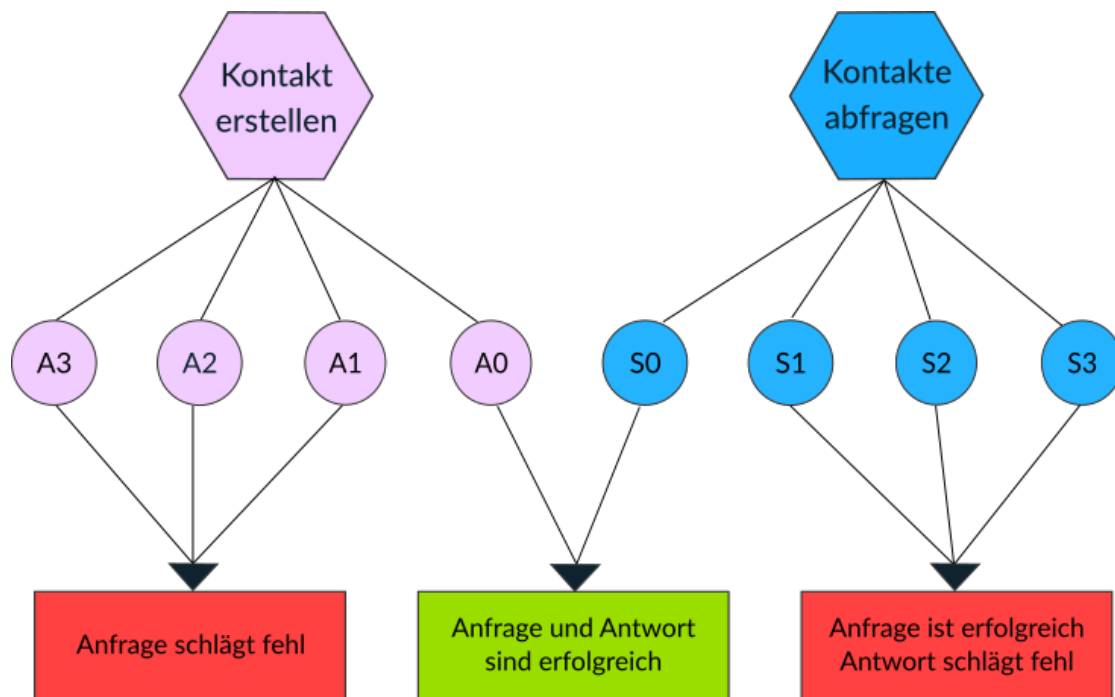 Kontakt
erstellen
Kontakte
abfragen
A3
A2
A1
A0
S0
S1
S2
S3
Anfrage schlägt fehl
Anfrage und Antwort
sind erfolgreich
Anfrage ist erfolgreich
Antwort schlägt fehl